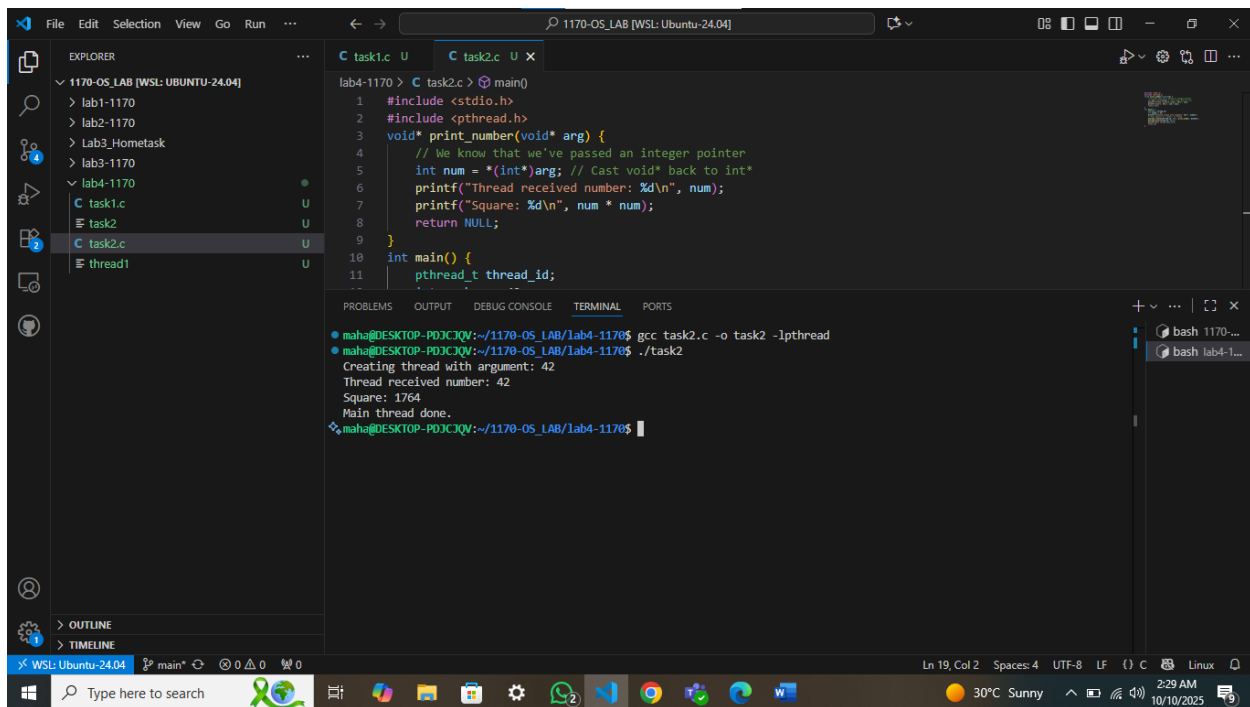 File Edit Selection View Go Run ···
1170-OS_LAB [WSL: Ubuntu-24.04]
EXPLORER
1170-OS_LAB [WSL: UBUNTU-24.04]
lab1-1170
lab2-1170
Lab3_Hometask
lab3-1170
lab4-1170
C task1.c U
task2 U
C task2.c U
thread1 U
OUTLINE
TIMELINE
4
2
1
C task1.c U C task2.c U
lab4-1170 > C task2.c > main()
1 #include <stdio.h>
2 #include <pthread.h>
3 void* print_number(void* arg) {
4 // We know that we've passed an integer pointer
5 int num = *(int*)arg; // Cast void* back to int*
6 printf("Thread received number: %d\n", num);
7 printf("Square: %d\n", num * num);
8 return NULL;
9 }
10 int main() {
11 pthread_t thread_id;
PROBLEMS OUTPUT DEBUG CONSOLE TERMINAL PORTS
maha@DESKTOP-PDJCJQV:~/1170-OS_LAB/lab4-1170$ gcc task2.c -o task2 -lpthread
maha@DESKTOP-PDJCJQV:~/1170-OS_LAB/lab4-1170$ ./task2
Creating thread with argument: 42
Thread received number: 42
Square: 1764
Main thread done.
maha@DESKTOP-PDJCJQV:~/1170-OS_LAB/lab4-1170$
bash 1170-...
bash lab4-1...
WSL: Ubuntu-24.04 main* 0 0 0 Ln 19, Col 2 Spaces: 4 UTF-8 LF {} C Linux
Type here to search 2 30°C Sunny 2:29 AM
10/10/2025 9